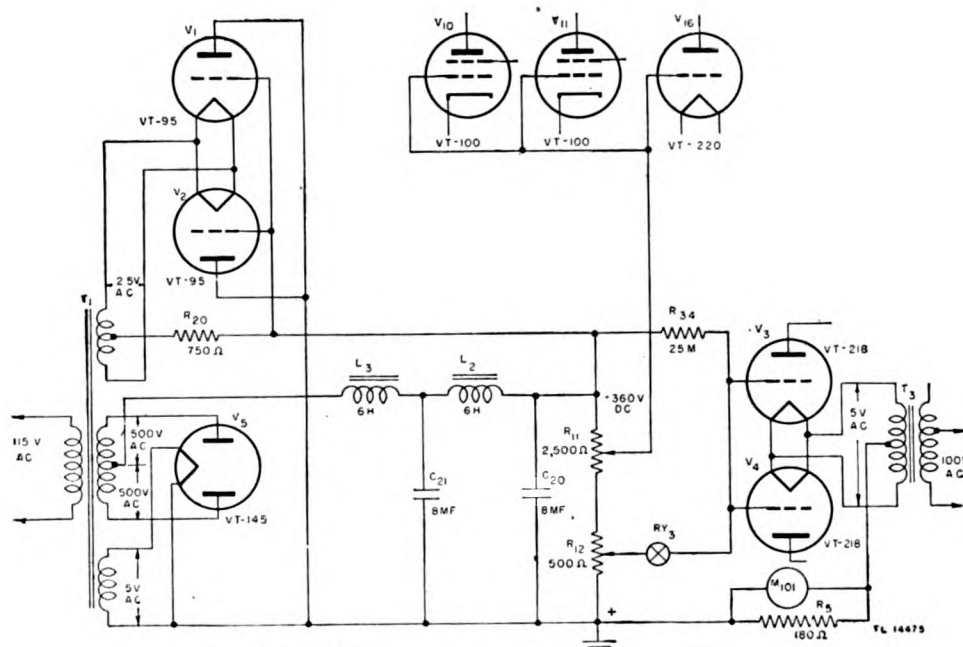 V1
VT-95
V2
VT-95
V10
VT-100
V11
VT-100
V16
VT-220
2.5V
AC
T1
R20
750Ω
L3
6H
L2
6H
-360V
DC
R34
25M
V3
VT-218
115 V
AC
500V
AC
500V
AC
V5
VT-145
C21
8MF
C20
8MF
R11
2,500Ω
R12
500Ω
RY3
V4
VT-218
5V
AC
T3
100V
AC
5V
AC
+
M101
R5
180Ω
TL 14475